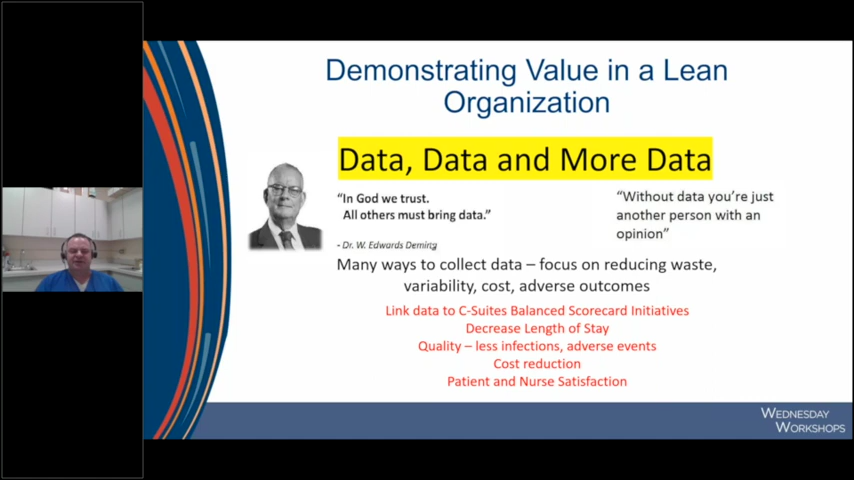 Demonstrating Value in a Lean
Organization
Data, Data and More Data
“In God we trust.
All others must bring data.”
- Dr. W. Edwards Deming
“Without data you’re just
another person with an
opinion”
Many ways to collect data – focus on reducing waste,
variability, cost, adverse outcomes
Link data to C-Suites Balanced Scorecard Initiatives
Decrease Length of Stay
Quality – less infections, adverse events
Cost reduction
Patient and Nurse Satisfaction
WEDNESDAY
WORKSHOPS